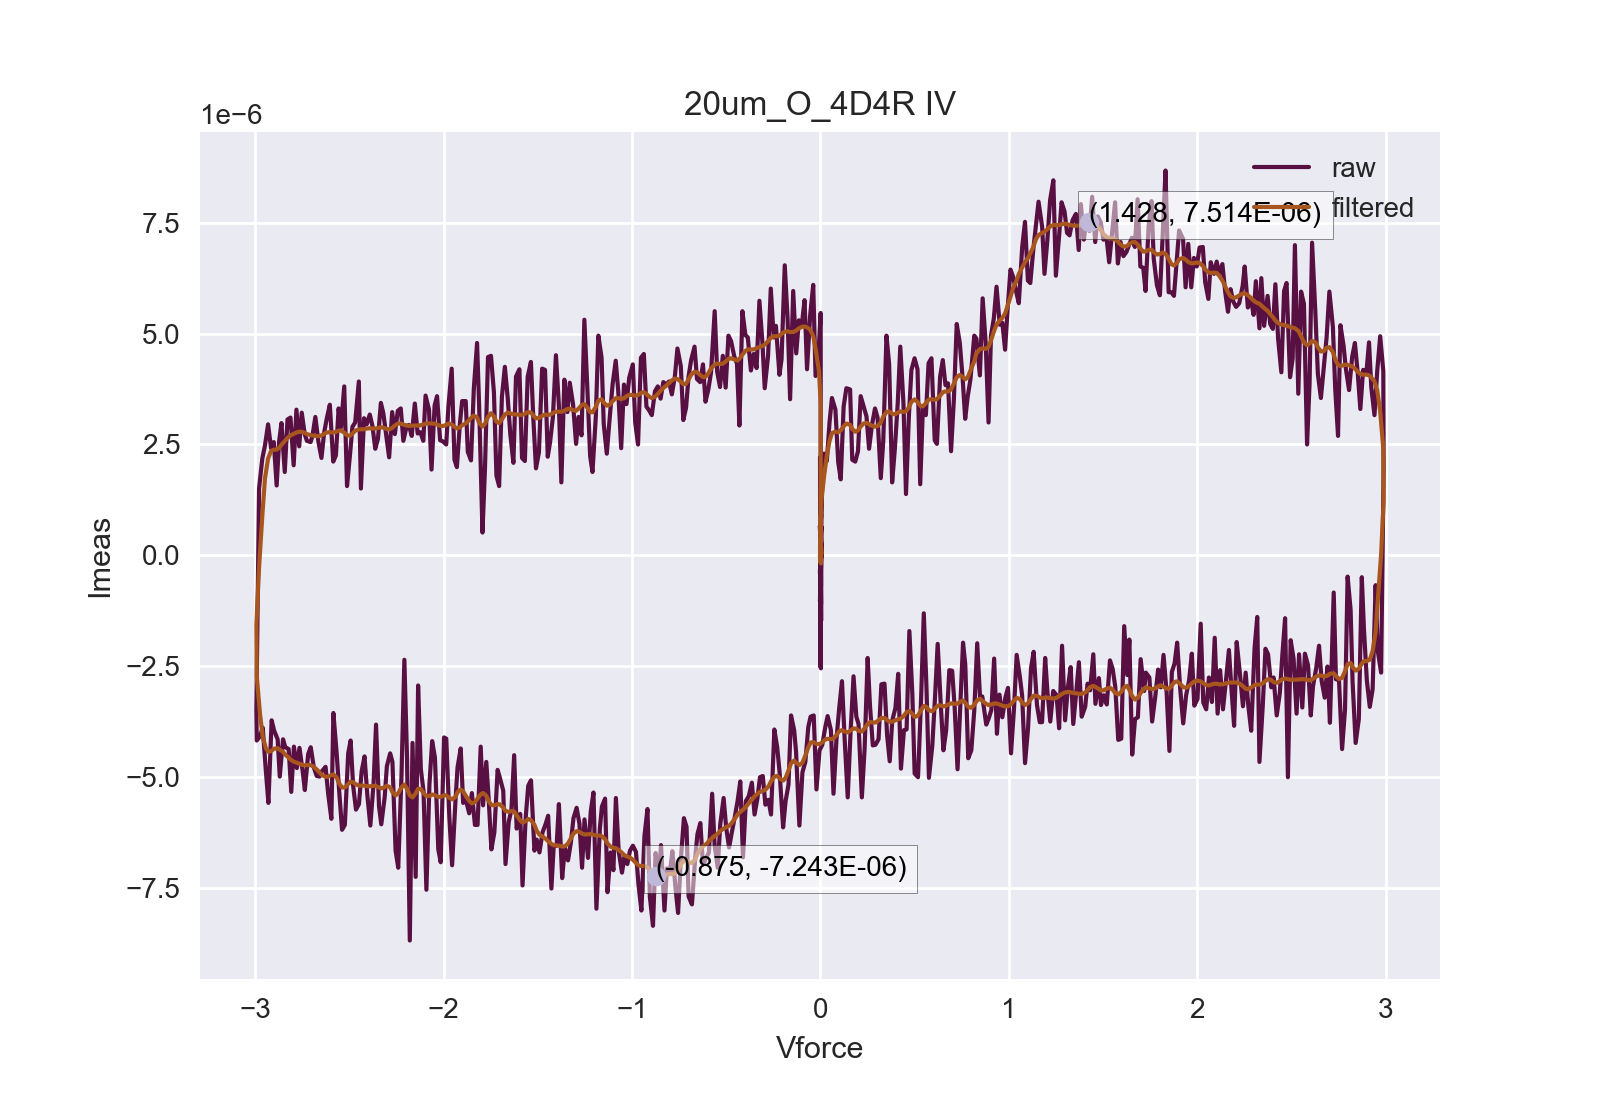 20um_O_4D4R IV
1e−6
raw
filtered
(1.428, 7.514E-06)
7.5
5.0
2.5
0.0
−2.5
−5.0
−7.5
Imeas
(-0.875, -7.243E-06)
−3
−2
−1
0
1
2
3
Vforce